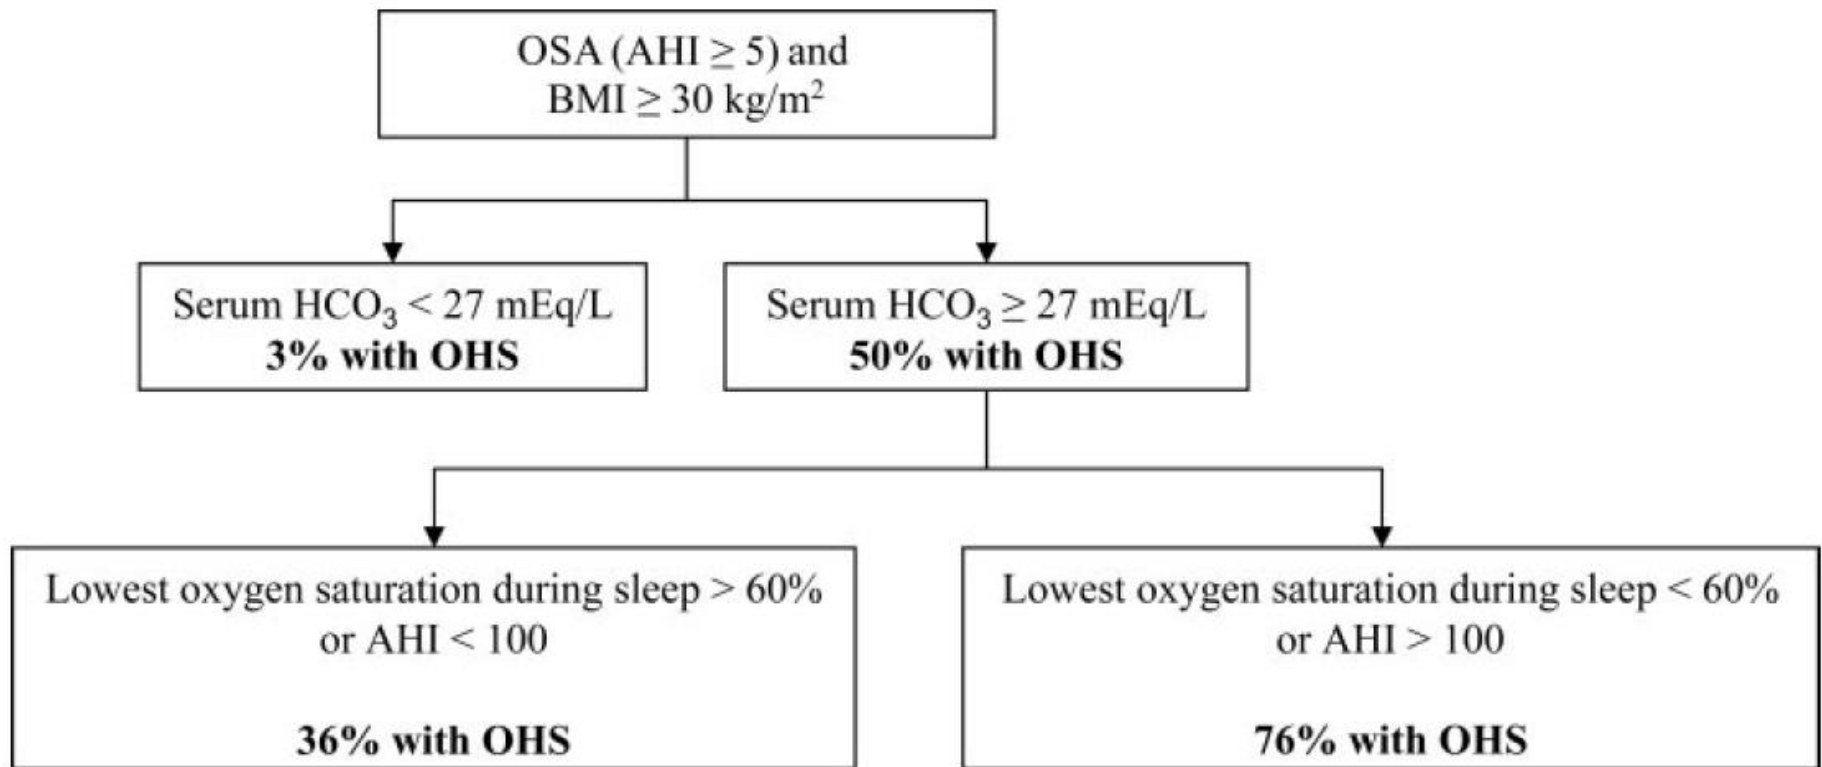 OSA (AHI ≥ 5) and
BMI ≥ 30 kg/m²
Serum HCO₃ < 27 mEq/L
3% with OHS
Serum HCO₃ ≥ 27 mEq/L
50% with OHS
Lowest oxygen saturation during sleep > 60%
or AHI < 100
36% with OHS
Lowest oxygen saturation during sleep < 60%
or AHI > 100
76% with OHS